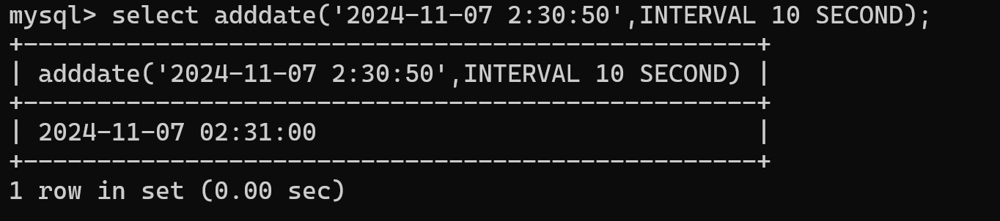 mysql> select adddate('2024-11-07 2:30:50',INTERVAL 10 SECOND);
+-------------------------------------------------+
| adddate('2024-11-07 2:30:50',INTERVAL 10 SECOND) |
+-------------------------------------------------+
| 2024-11-07 02:31:00                              |
+-------------------------------------------------+
1 row in set (0.00 sec)